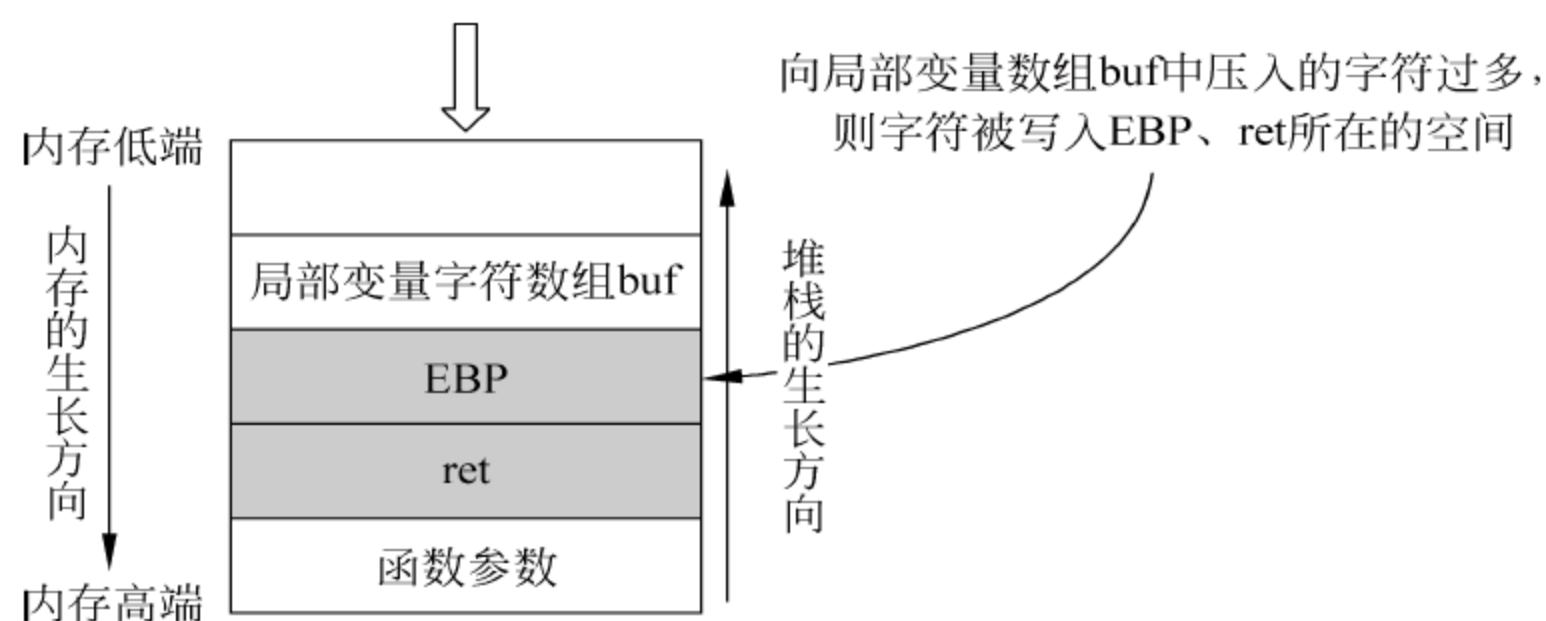 向局部变量数组buf中压入的字符过多，
则字符被写入EBP、ret所在的空间
内存低端
内存的生长方向
内存高端
局部变量字符数组buf
EBP
ret
函数参数
堆栈的生长方向